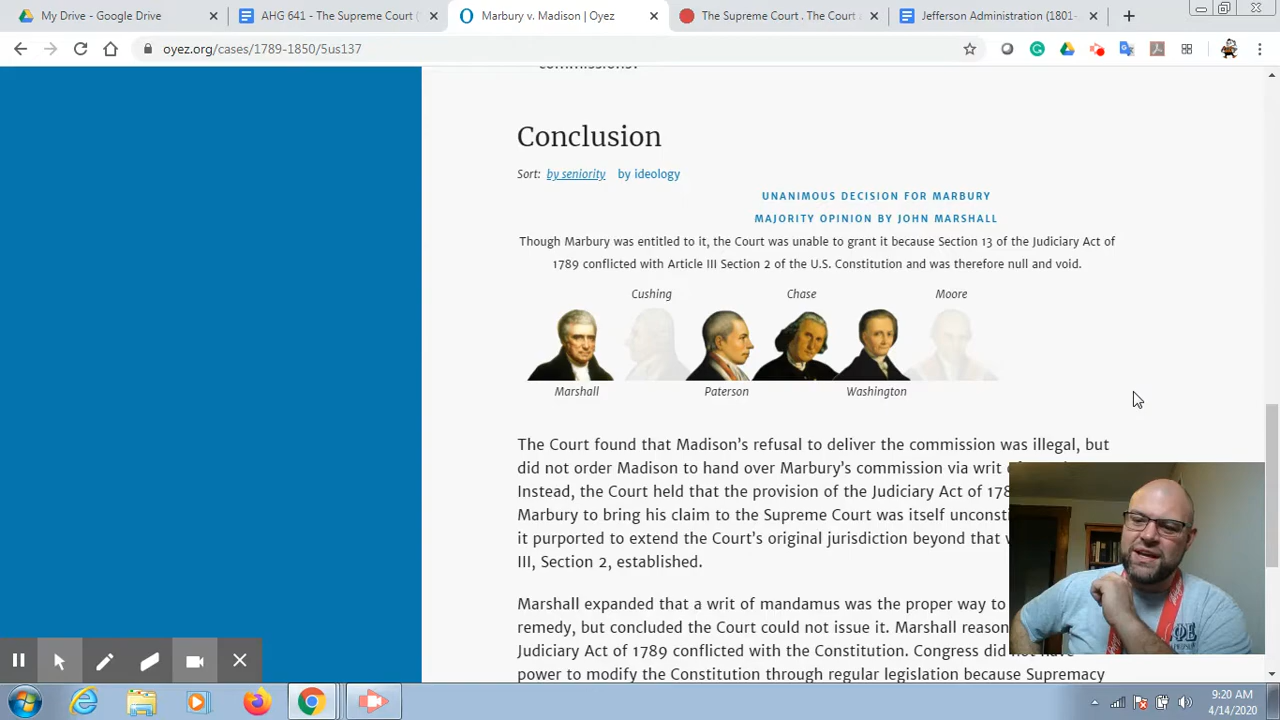 My Drive - Google Drive
AHG 641 - The Supreme Court (
Marbury v. Madison | Oyez
The Supreme Court . The Court a
Jefferson Administration (1801-
oyez.org/cases/1789-1850/5us137
commissions?
Conclusion
Sort: by seniority by ideology
UNANIMOUS DECISION FOR MARBURY
MAJORITY OPINION BY JOHN MARSHALL
Though Marbury was entitled to it, the Court was unable to grant it because Section 13 of the Judiciary Act of
1789 conflicted with Article III Section 2 of the U.S. Constitution and was therefore null and void.
Cushing Chase Moore
Marshall Paterson Washington
The Court found that Madison's refusal to deliver the commission was illegal, but
did not order Madison to hand over Marbury's commission via writ
Instead, the Court held that the provision of the Judiciary Act of 178
Marbury to bring his claim to the Supreme Court was itself unconsti
it purported to extend the Court's original jurisdiction beyond that
III, Section 2, established.
Marshall expanded that a writ of mandamus was the proper way to
remedy, but concluded the Court could not issue it. Marshall reason
Judiciary Act of 1789 conflicted with the Constitution. Congress did not have
power to modify the Constitution through regular legislation because Supremacy
9:20 AM
4/14/2020